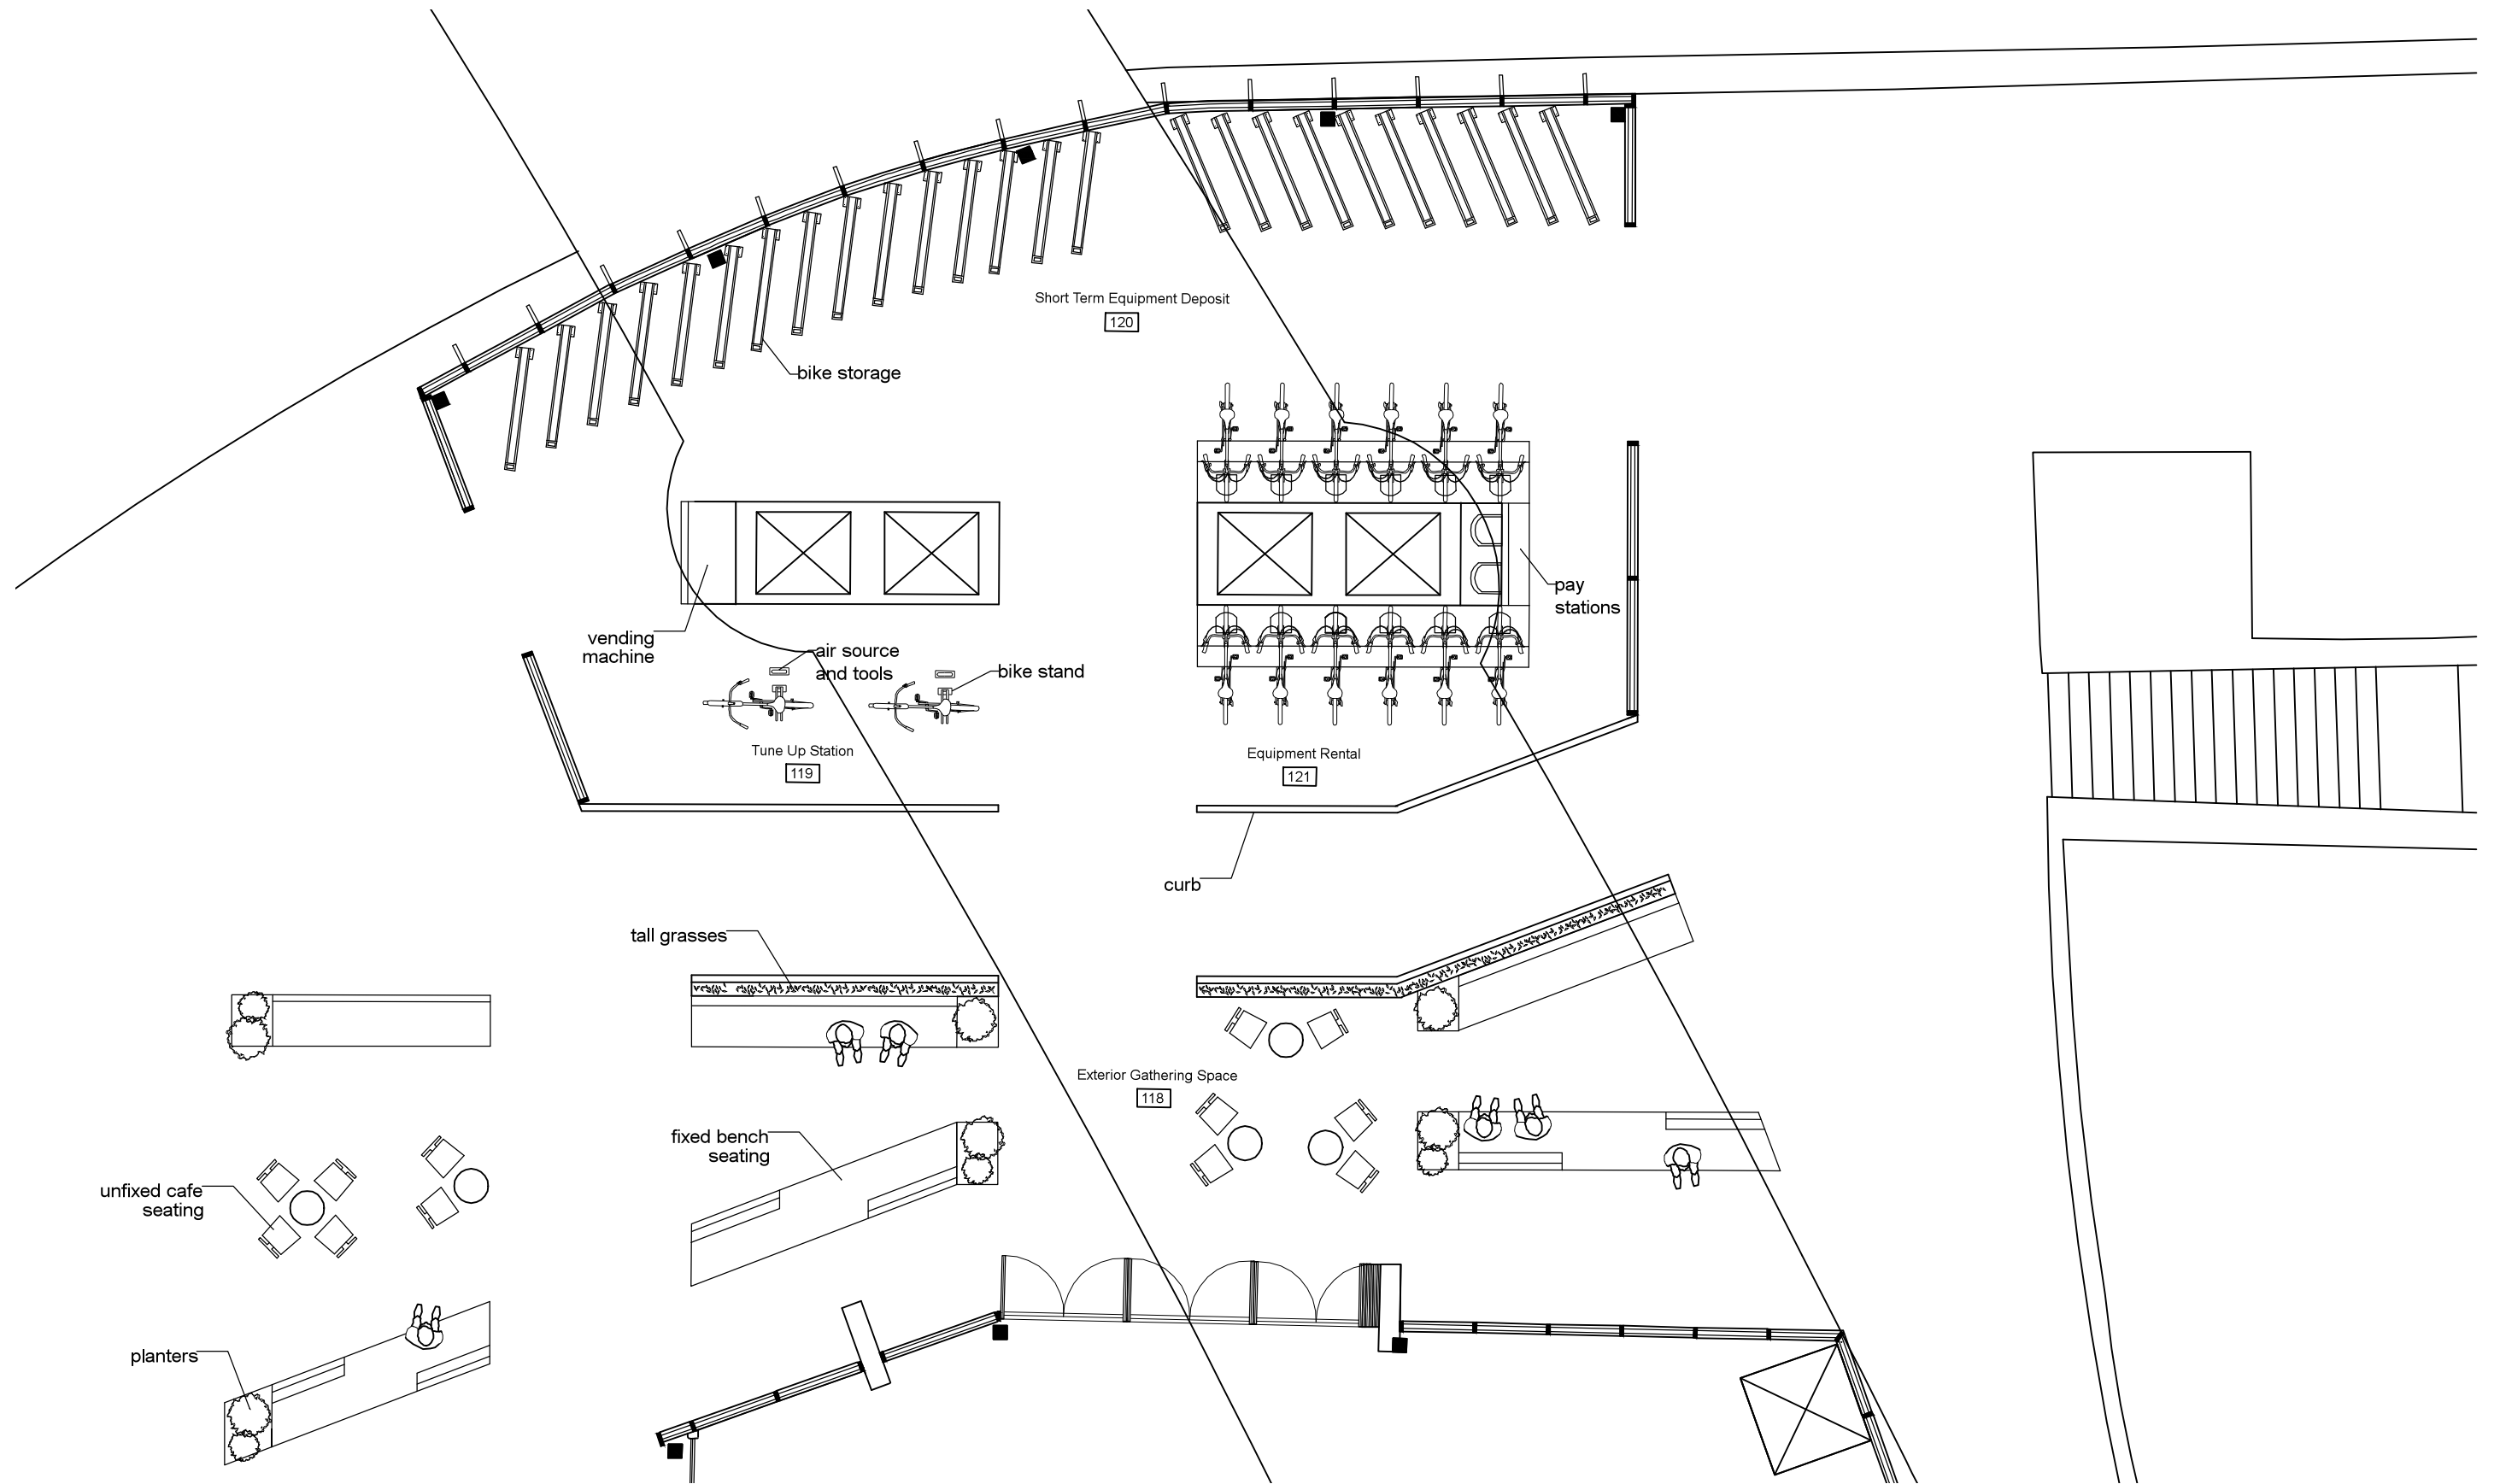 Short Term Equipment Deposit
120
bike storage
pay
stations
vending
machine
air source
and tools
bike stand
Tune Up Station
119
Equipment Rental
121
curb
tall grasses
Exterior Gathering Space
118
fixed bench
seating
unfixed cafe
seating
planters